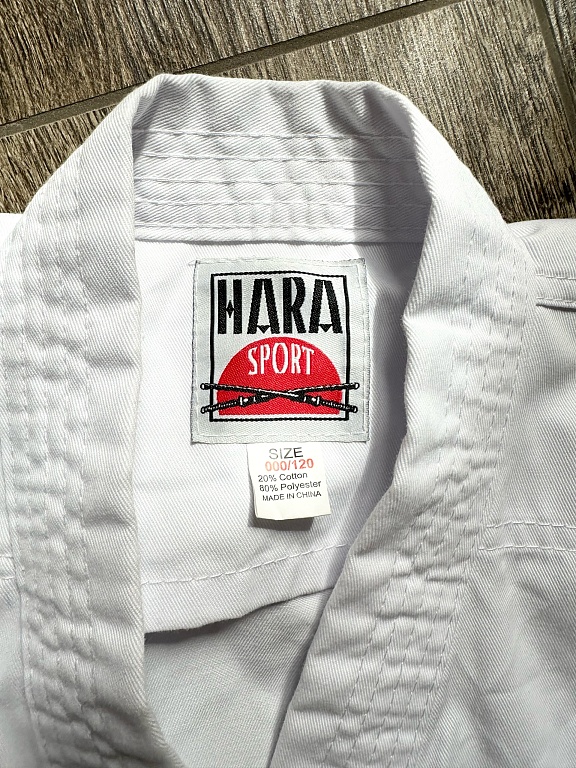 HARA
SPORT
SIZE
000/120
20% Cotton
80% Polyester
MADE IN CHINA